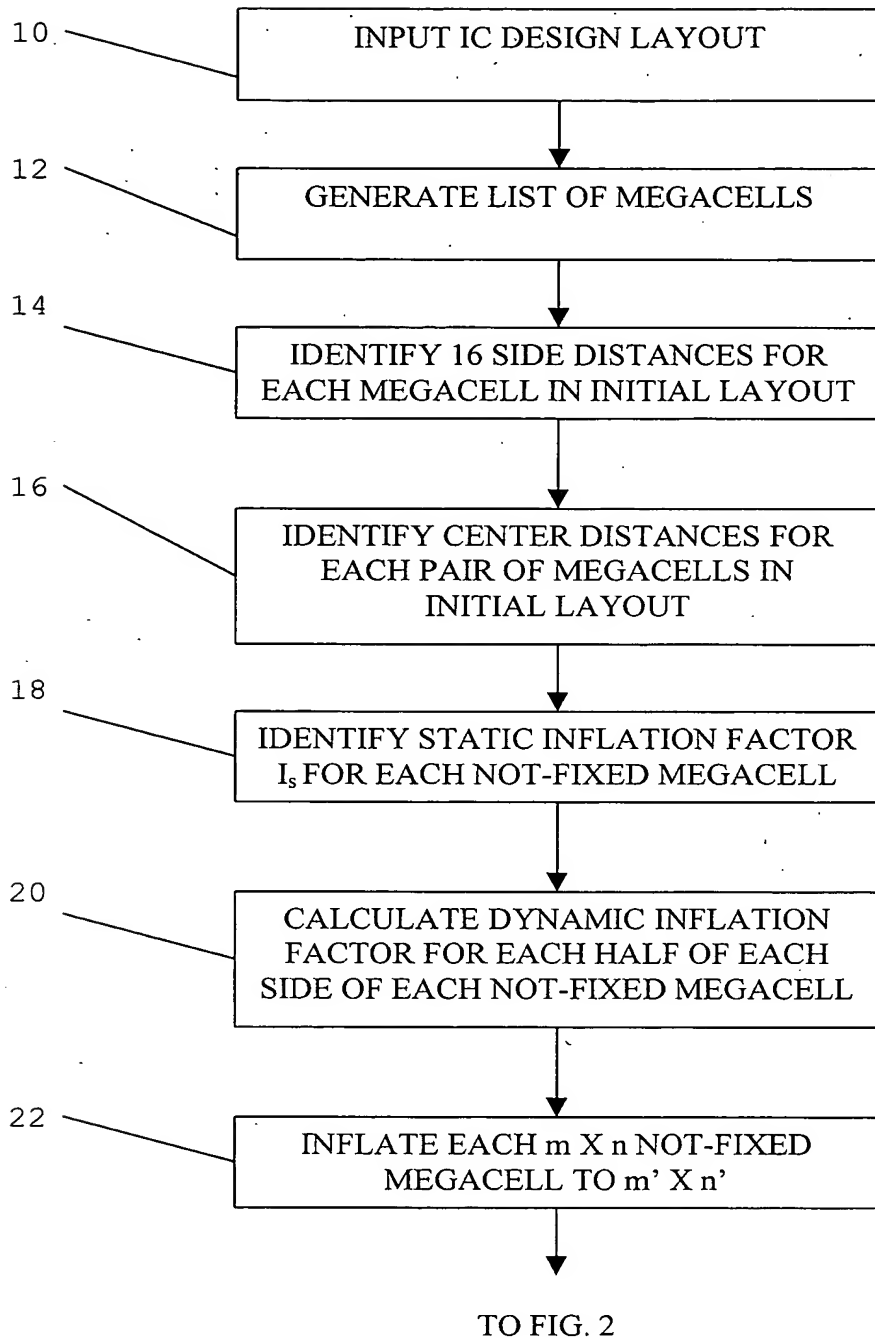 10
INPUT IC DESIGN LAYOUT
12
GENERATE LIST OF MEGACELLS
14
IDENTIFY 16 SIDE DISTANCES FOR
EACH MEGACELL IN INITIAL LAYOUT
16
IDENTIFY CENTER DISTANCES FOR
EACH PAIR OF MEGACELLS IN
INITIAL LAYOUT
18
IDENTIFY STATIC INFLATION FACTOR
Is FOR EACH NOT-FIXED MEGACELL
20
CALCULATE DYNAMIC INFLATION
FACTOR FOR EACH HALF OF EACH
SIDE OF EACH NOT-FIXED MEGACELL
22
INFLATE EACH m X n NOT-FIXED
MEGACELL TO m’ X n’
TO FIG. 2